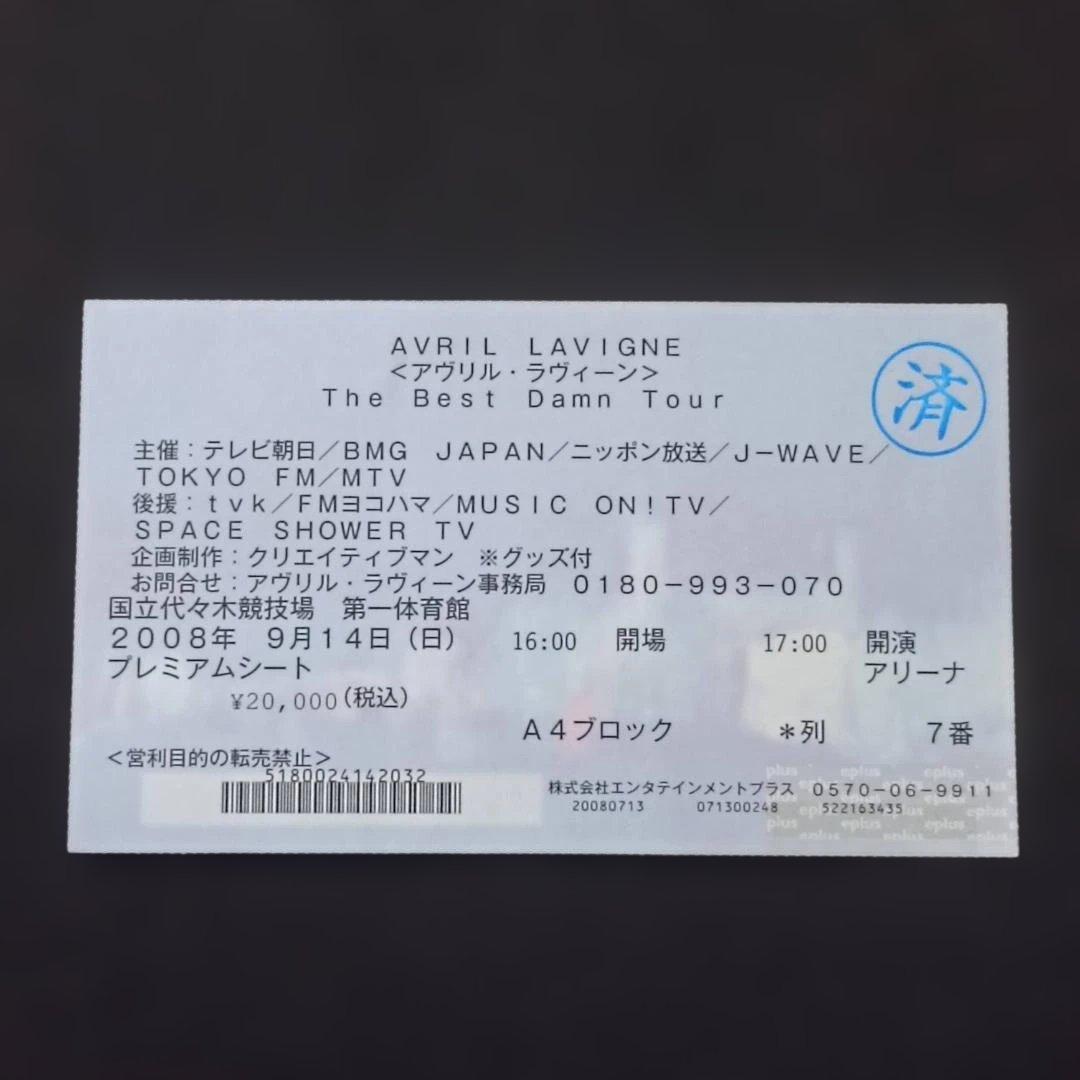 AVRIL LAVIGNE
<アヴリル・ラヴィーン>
The Best Damn Tour
済
主催：テレビ朝日／BMG JAPAN／ニッポン放送／J-WAVE／
TOKYO FM／MTV
後援：tvk／FMヨコハマ／MUSIC ON!TV／
SPACE SHOWER TV
企画制作：クリエイティブマン ※グッズ付
お問合せ：アヴリル・ラヴィーン事務局 0180-993-070
国立代々木競技場 第一体育館
2008年 9月14日（日） 16:00 開場 17:00 開演
プレミアムシート アリーナ
¥20,000(税込)
A4ブロック *列 7番
<営利目的の転売禁止>
5180024142032
株式会社エンタテインメントプラス 0570-06-9911
20080713 071300248 522163435
plus eplus eplus
eplus eplus eplus
plus eplus eplus